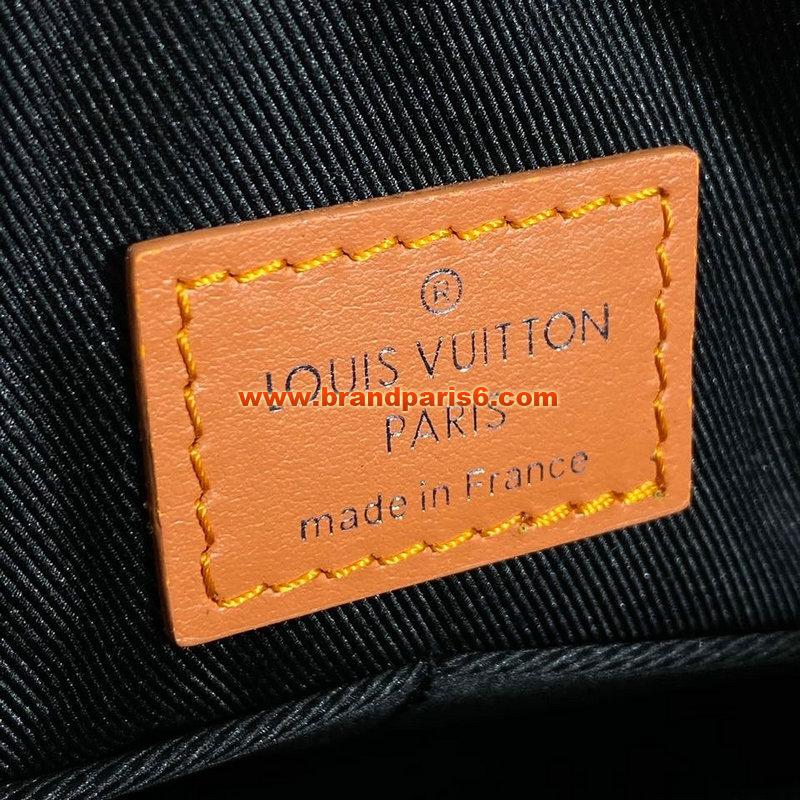 ®
LOUIS VUITTON
www.brandparis6.com
PARIS
made in France